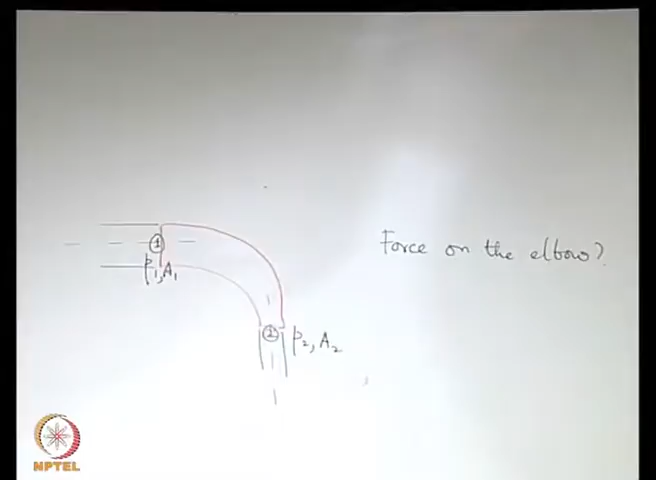 ①
p₁, A₁
Force on the elbow?
②
p₂, A₂
NPTEL